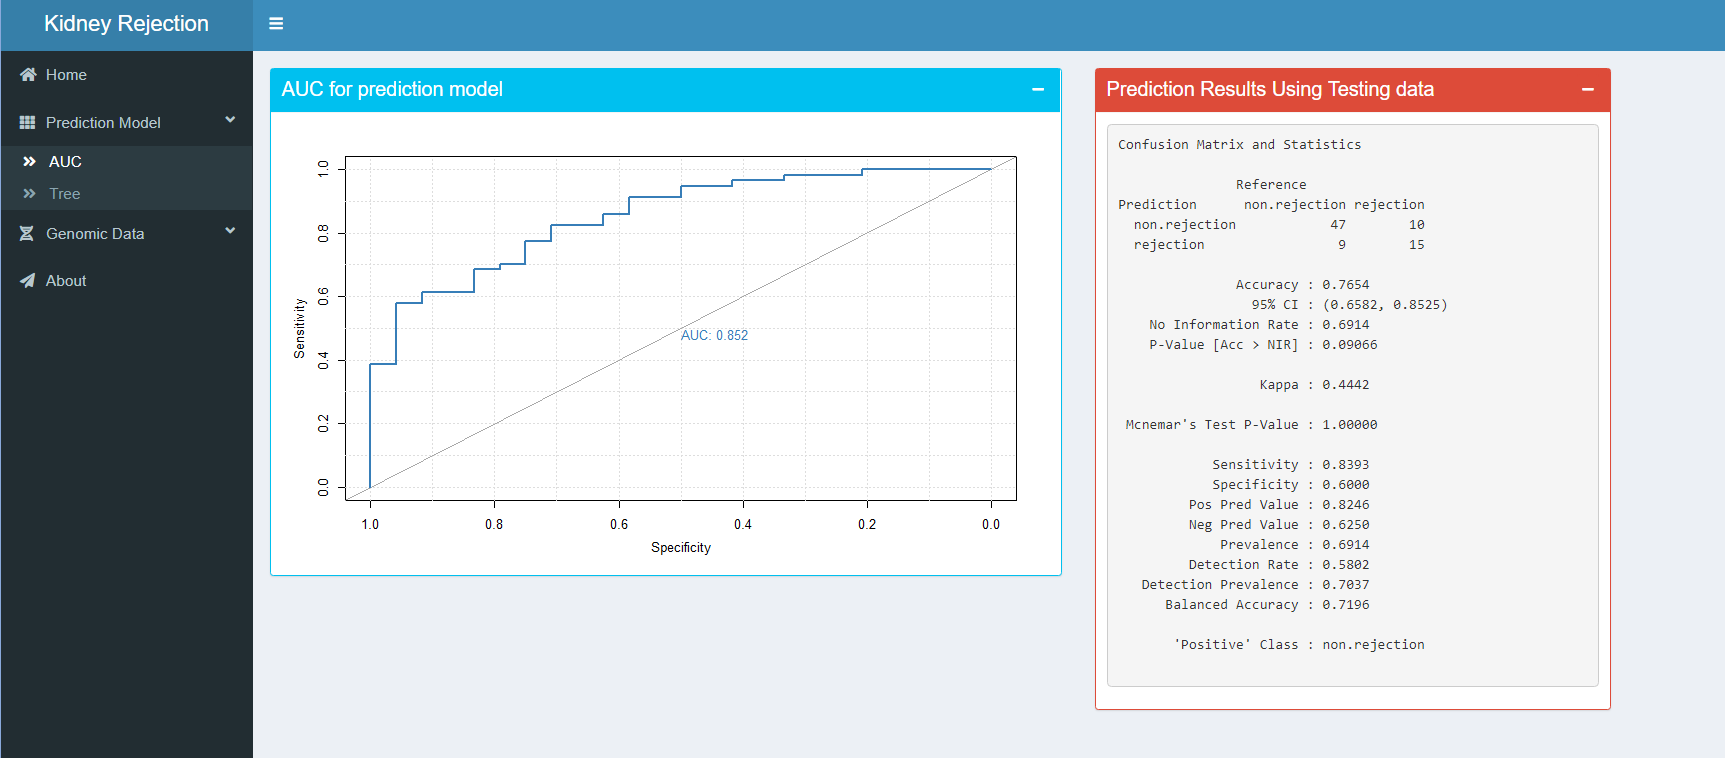 Kidney Rejection
Home
Prediction Model
AUC
Tree
Genomic Data
About
AUC for prediction model
1.0
0.8
0.6
0.4
0.2
0.0
Sensitivity
AUC: 0.852
1.0 0.8 0.6 0.4 0.2 0.0
Specificity
Prediction Results Using Testing data
Confusion Matrix and Statistics
Reference
Prediction non.rejection rejection
non.rejection 47 10
rejection 9 15
Accuracy : 0.7654
95% CI : (0.6582, 0.8525)
No Information Rate : 0.6914
P-Value [Acc > NIR] : 0.09066
Kappa : 0.4442
Mcnemar's Test P-Value : 1.00000
Sensitivity : 0.8393
Specificity : 0.6000
Pos Pred Value : 0.8246
Neg Pred Value : 0.6250
Prevalence : 0.6914
Detection Rate : 0.5802
Detection Prevalence : 0.7037
Balanced Accuracy : 0.7196
'Positive' Class : non.rejection